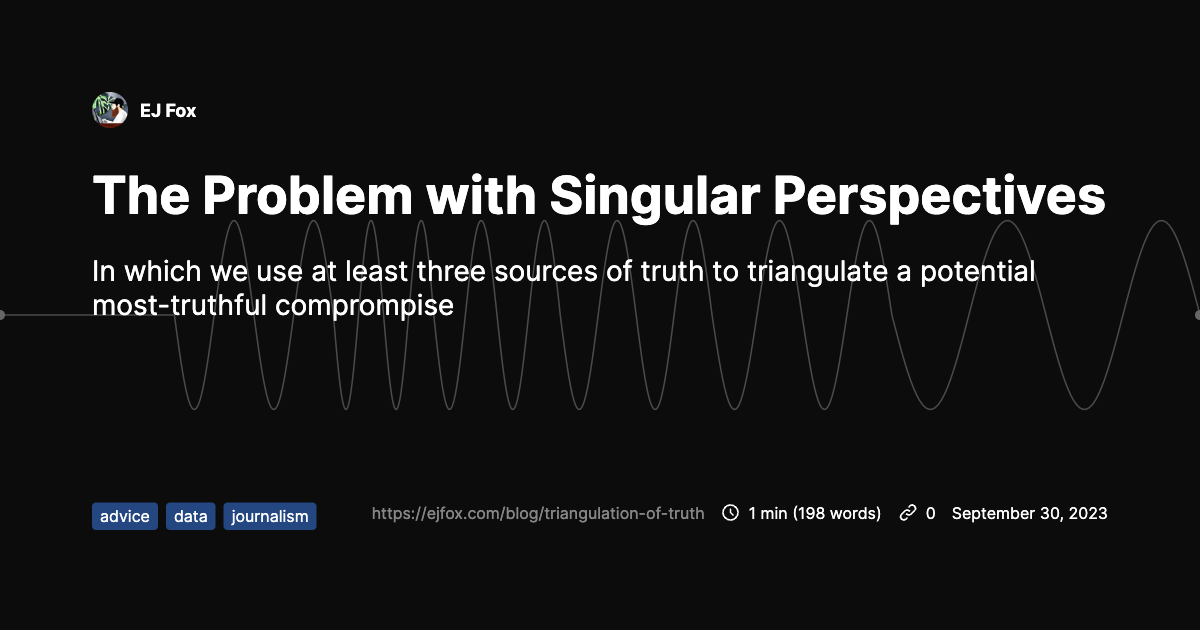 EJ Fox
The Problem with Singular Perspectives
In which we use at least three sources of truth to triangulate a potential
most-truthful comprompise
advice data journalism https://ejfox.com/blog/triangulation-of-truth 1 min (198 words) 0 September 30, 2023